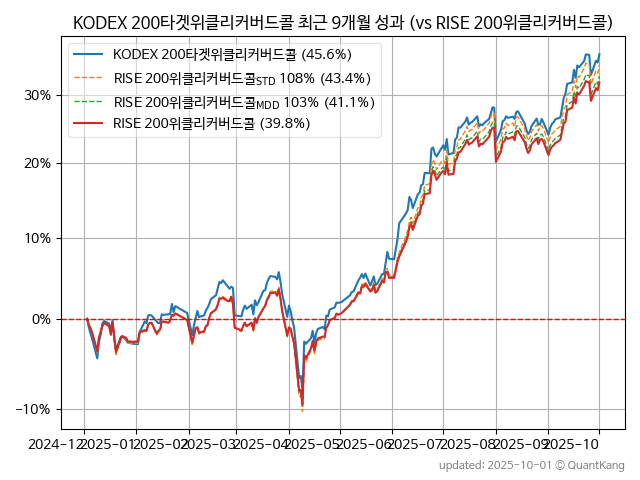 KODEX 200타겟위클리커버드콜 최근 9개월 성과 (vs RISE 200위클리커버드콜)
KODEX 200타겟위클리커버드콜 (45.6%)
RISE 200위클리커버드콜STD 108% (43.4%)
RISE 200위클리커버드콜MDD 103% (41.1%)
RISE 200위클리커버드콜 (39.8%)
30%
20%
10%
0%
−10%
2024-12 2025-01 2025-02 2025-03 2025-04 2025-05 2025-06 2025-07 2025-08 2025-09 2025-10
updated: 2025-10-01 © QuantKang